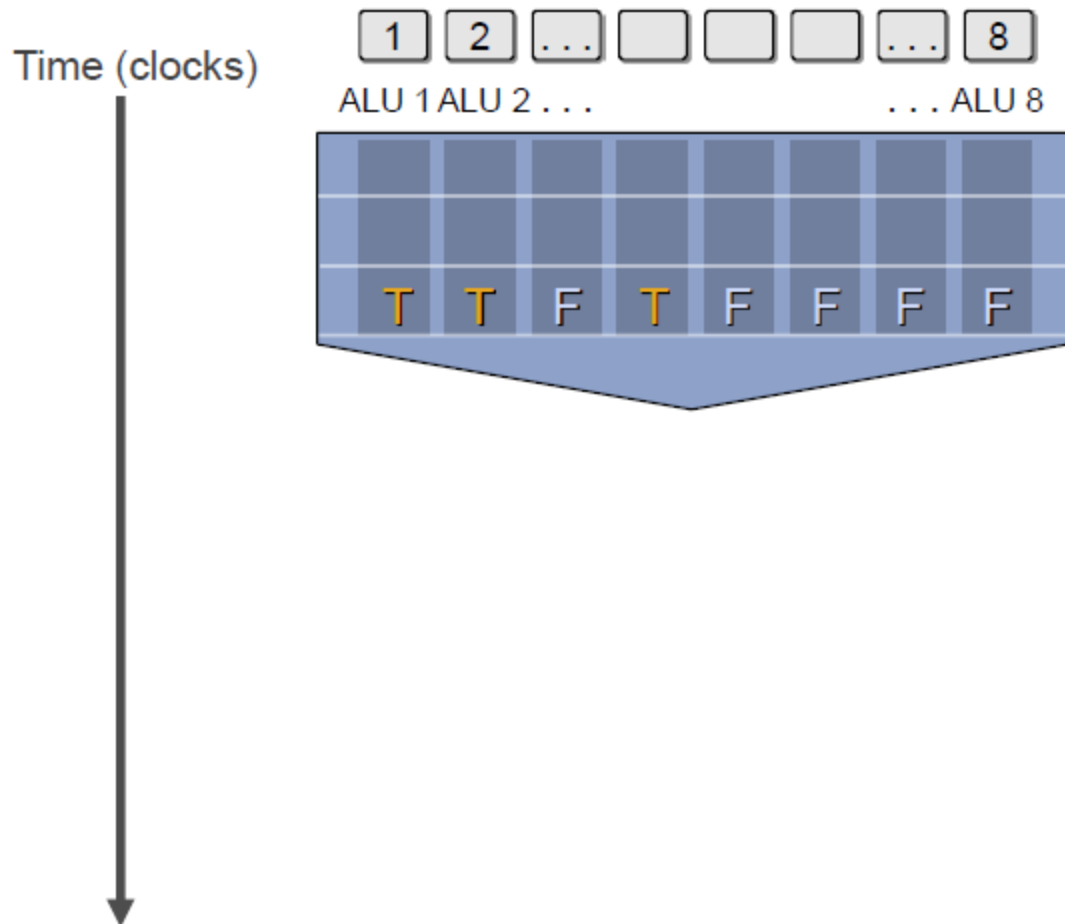 1 2 ... ... 8
Time (clocks)
ALU 1 ALU 2 . . . . . . ALU 8
T T F T F F F F